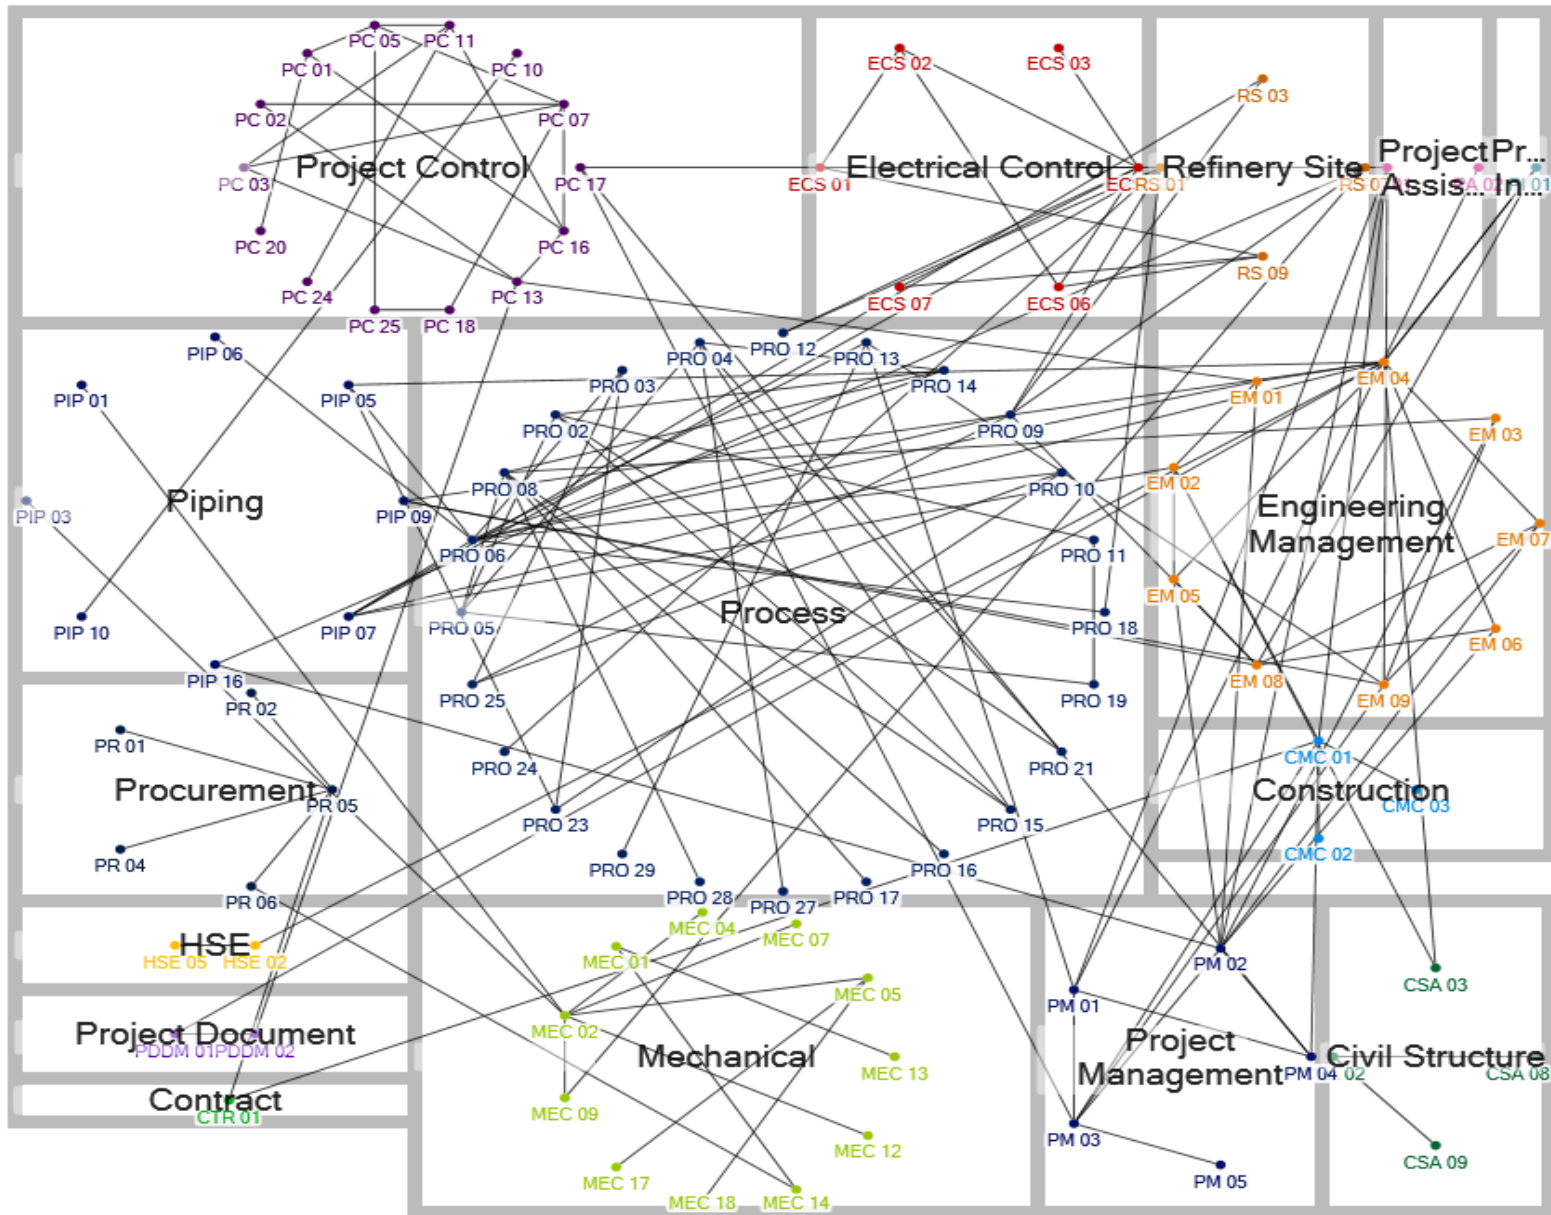 PC 05
PC 11
PC 01
PC 10
PC 02
PC 07
Project Control
PC 03
PC 17
PC 20
PC 16
PC 24
PC 13
PC 25
PC 18
ECS 02
ECS 03
Electrical Control
ECS 01
ECS 07
ECS 06
RS 03
Refinery Site
RS 01
RS 09
Project
Assis...
PA 02
Pr...
In...
PIP 06
PIP 01
PIP 05
Piping
PIP 03
PIP 09
PIP 10
PIP 07
PIP 16
PRO 12
PRO 04
PRO 13
PRO 03
PRO 14
PRO 02
PRO 09
PRO 08
PRO 10
PRO 06
PRO 11
Process
PRO 05
PRO 18
PRO 25
PRO 19
PRO 24
PRO 21
PRO 23
PRO 15
PRO 29
PRO 16
PRO 28
PRO 27
PRO 17
EM 04
EM 01
EM 03
EM 02
Engineering
Management
EM 07
EM 05
EM 06
EM 08
EM 09
PR 02
PR 01
Procurement
PR 05
PR 04
PR 06
CMC 01
Construction
CMC 03
CMC 02
HSE
HSE 05
HSE 02
Project Document
PDDM 01
PDDM 02
Contract
CTR 01
MEC 04
MEC 07
MEC 01
MEC 05
MEC 02
Mechanical
MEC 13
MEC 09
MEC 12
MEC 17
MEC 18
MEC 14
PM 02
PM 01
Project
Management
PM 04
PM 03
PM 05
CSA 03
Civil Structure
02
CSA 08
CSA 09